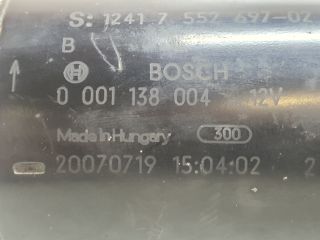 S: 1241 7 552 697-02
B
BOSCH
0 001 138 004 12V
Made in Hungary 300
20070719 15:04:02 2